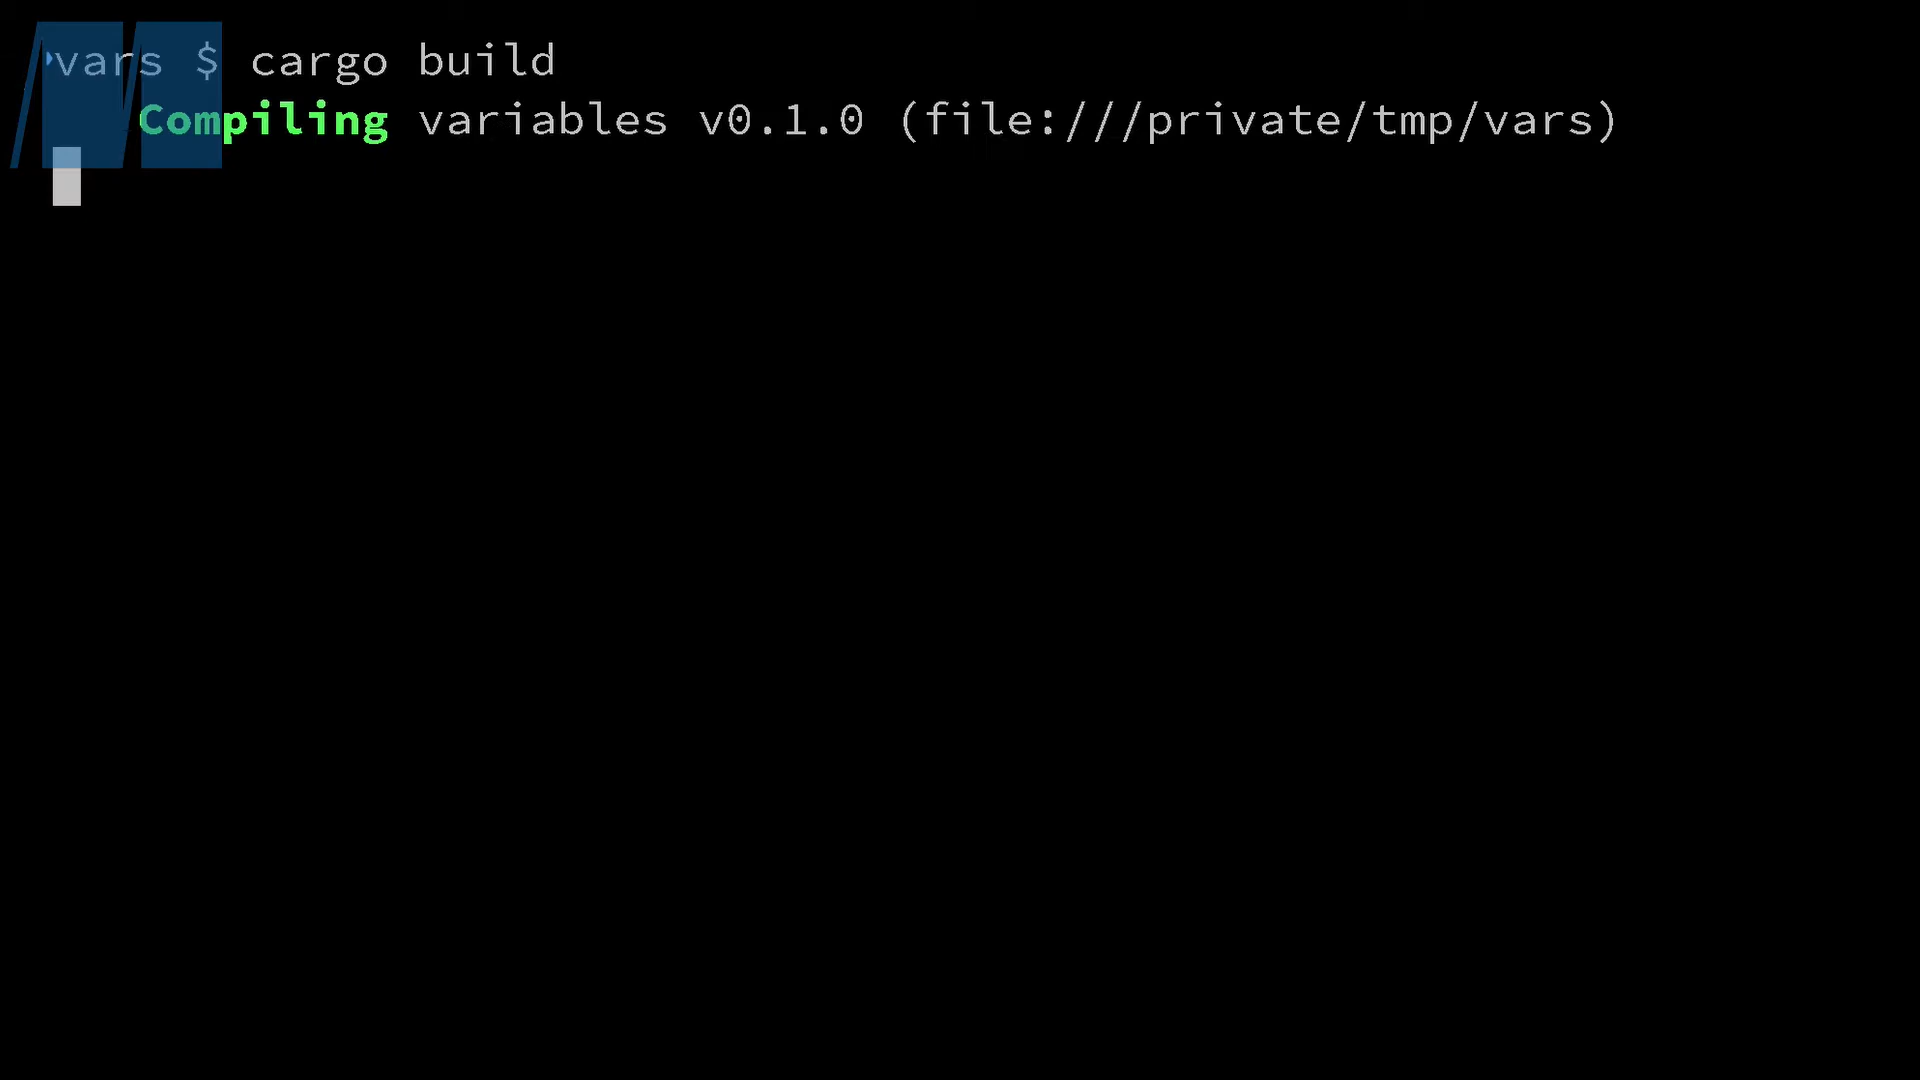 vars $ cargo build
Compiling variables v0.1.0 (file:///private/tmp/vars)